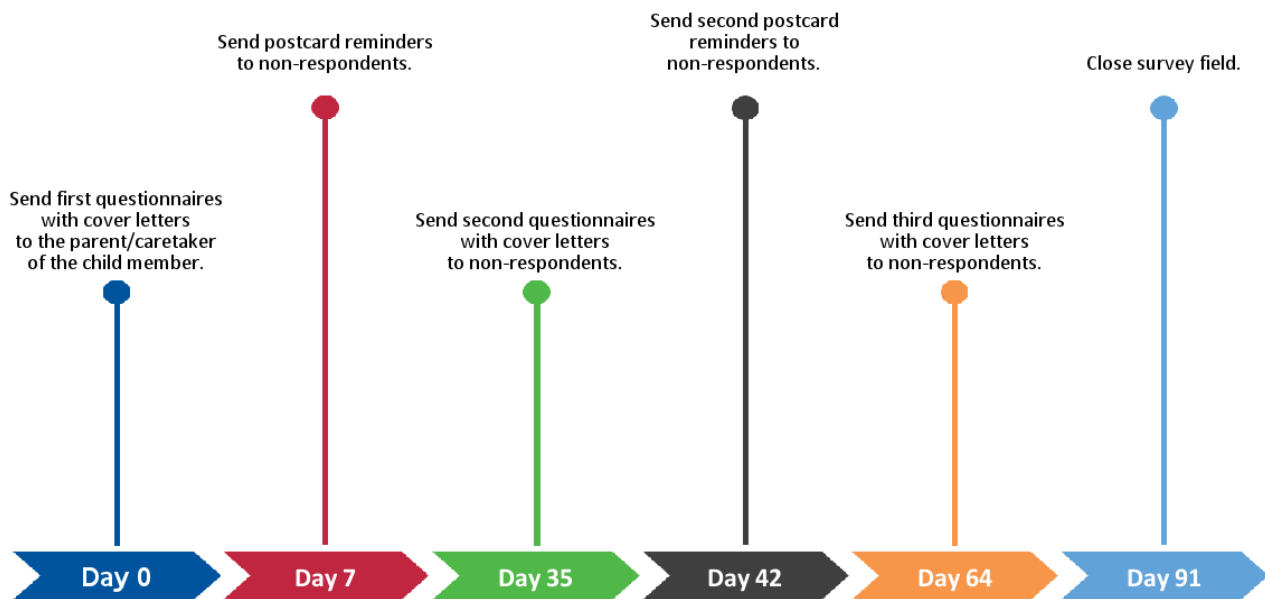 Send first questionnaires
with cover letters
to the parent/caretaker
of the child member.
Send postcard reminders
to non-respondents.
Send second questionnaires
with cover letters
to non-respondents.
Send second postcard
reminders to
non-respondents.
Send third questionnaires
with cover letters
to non-respondents.
Close survey field.
Day 0
Day 7
Day 35
Day 42
Day 64
Day 91